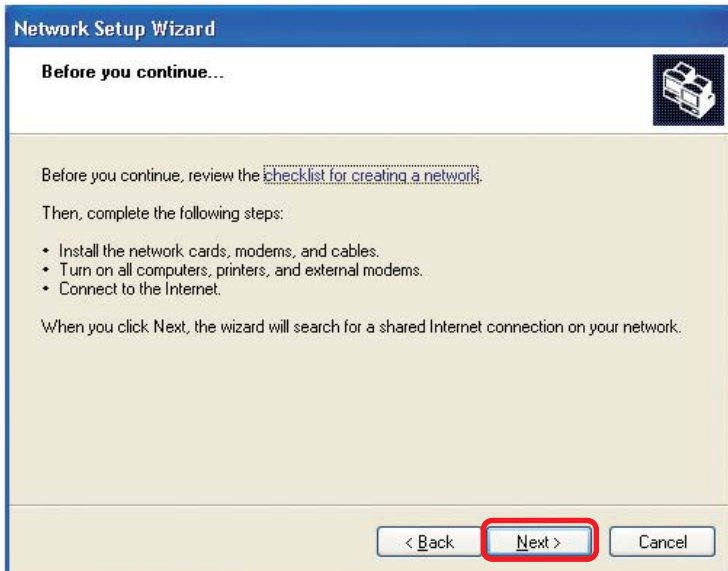 Network Setup Wizard
Before you continue...
Before you continue, review the checklist for creating a network.
Then, complete the following steps:
• Install the network cards, modems, and cables.
• Turn on all computers, printers, and external modems.
• Connect to the Internet.
When you click Next, the wizard will search for a shared Internet connection on your network.
< Back Next > Cancel